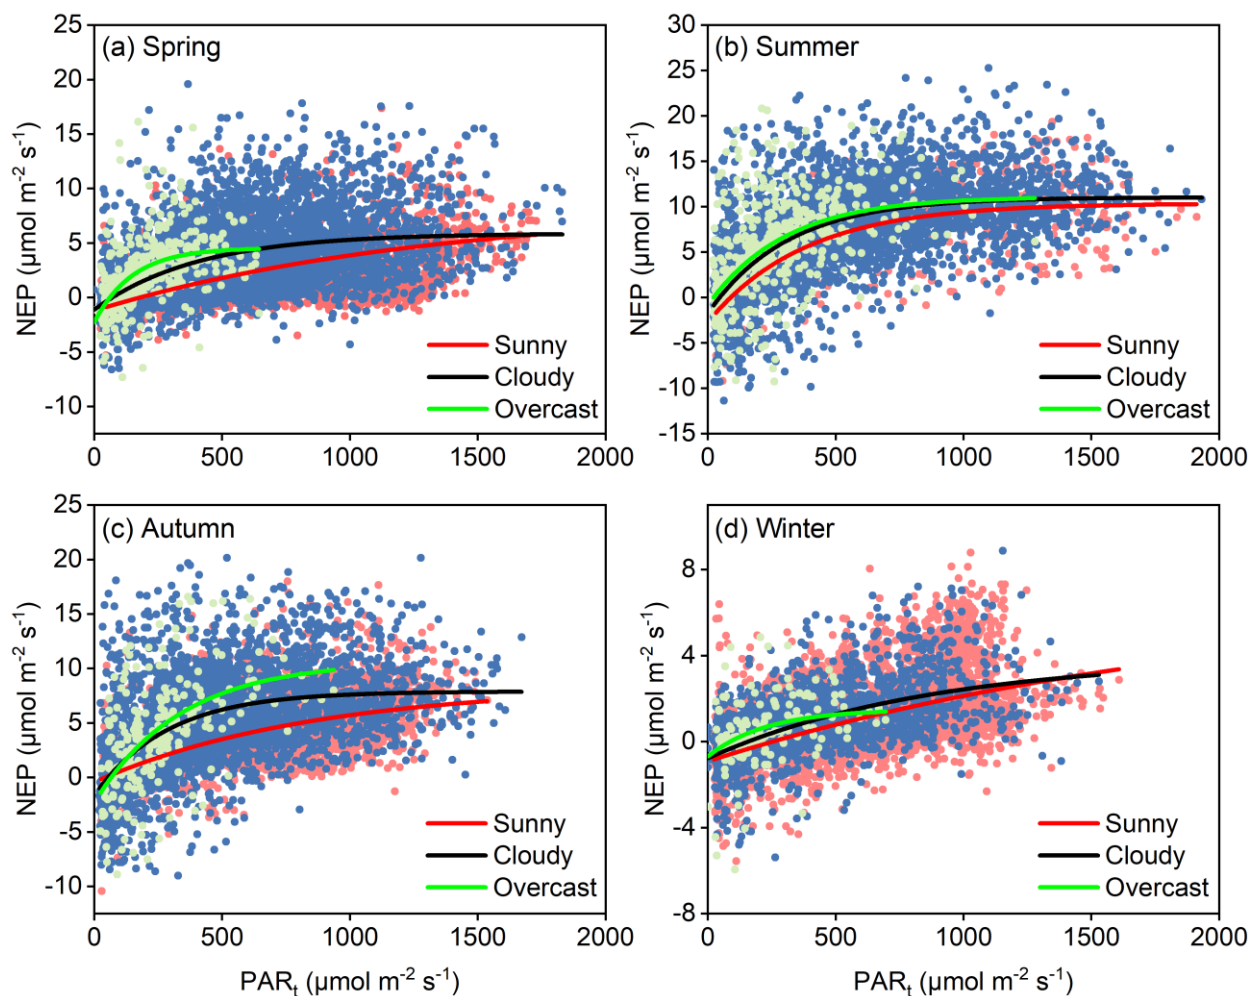 (a) Spring
25
20
15
10
5
0
-5
-10
NEP (μmol m⁻² s⁻¹)
Sunny
Cloudy
Overcast
0 500 1000 1500 2000
(b) Summer
30
25
20
15
10
5
0
-5
-10
-15
NEP (μmol m⁻² s⁻¹)
Sunny
Cloudy
Overcast
0 500 1000 1500 2000
(c) Autumn
25
20
15
10
5
0
-5
-10
NEP (μmol m⁻² s⁻¹)
Sunny
Cloudy
Overcast
0 500 1000 1500 2000
PARₜ (μmol m⁻² s⁻¹)
(d) Winter
8
4
0
-4
-8
NEP (μmol m⁻² s⁻¹)
Sunny
Cloudy
Overcast
0 500 1000 1500 2000
PARₜ (μmol m⁻² s⁻¹)